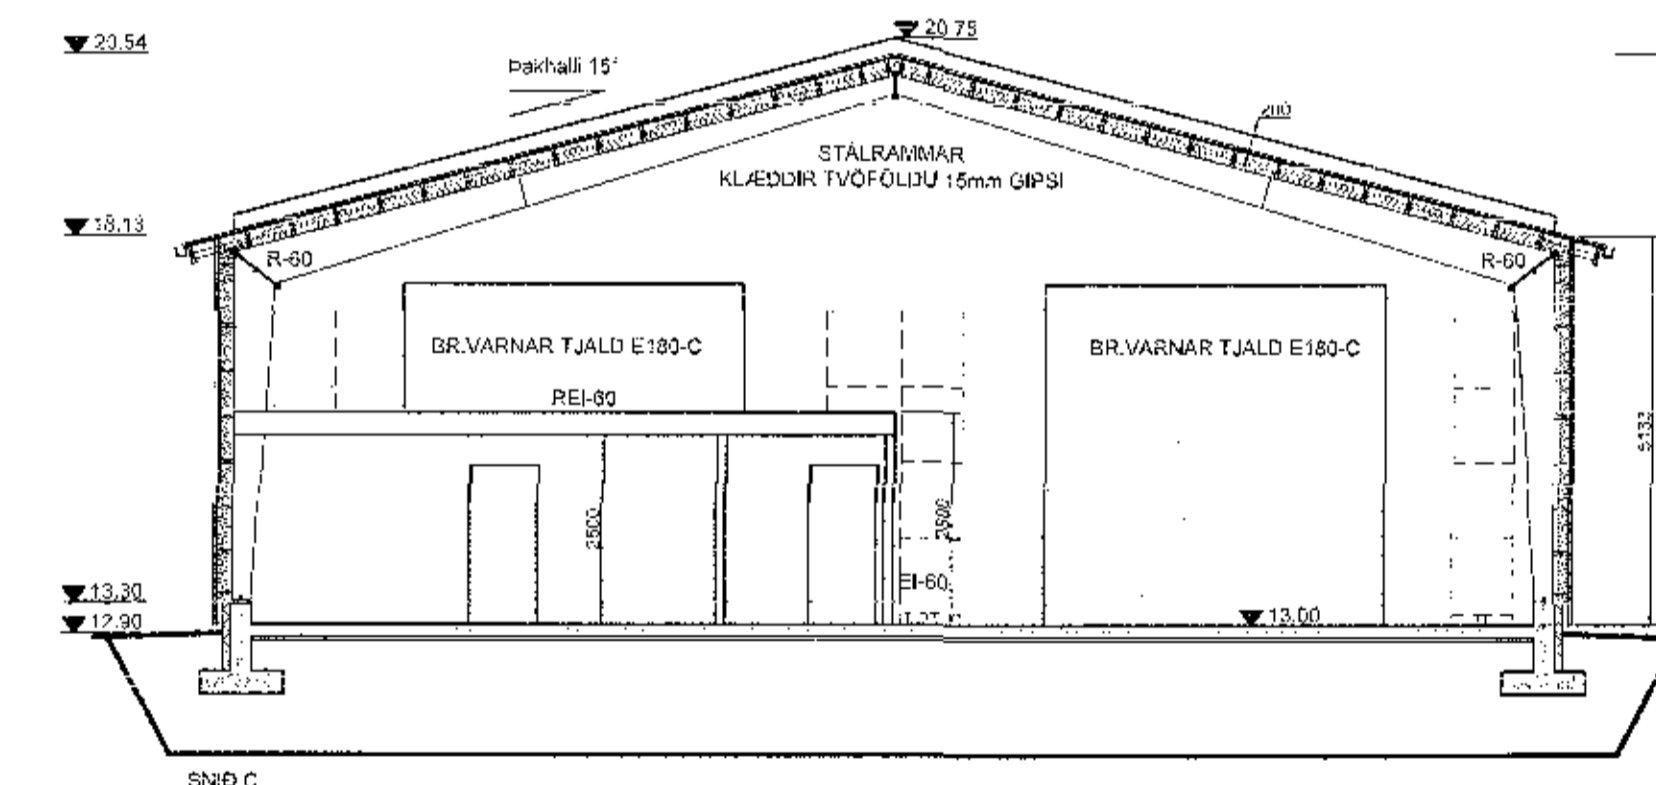 20.54
20.75
Þakhalli 15°
200
STÁLRAMMAR
KLÆDDIR TVÖFÖLDU 15mm GIPSI
18.13
R-60
R-60
BR.VARNAR TJALD E180-C
BR.VARNAR TJALD E180-C
REI-60
5133
2500
2800
EI-60
13.30
12.90
13.00
SNIÐ C